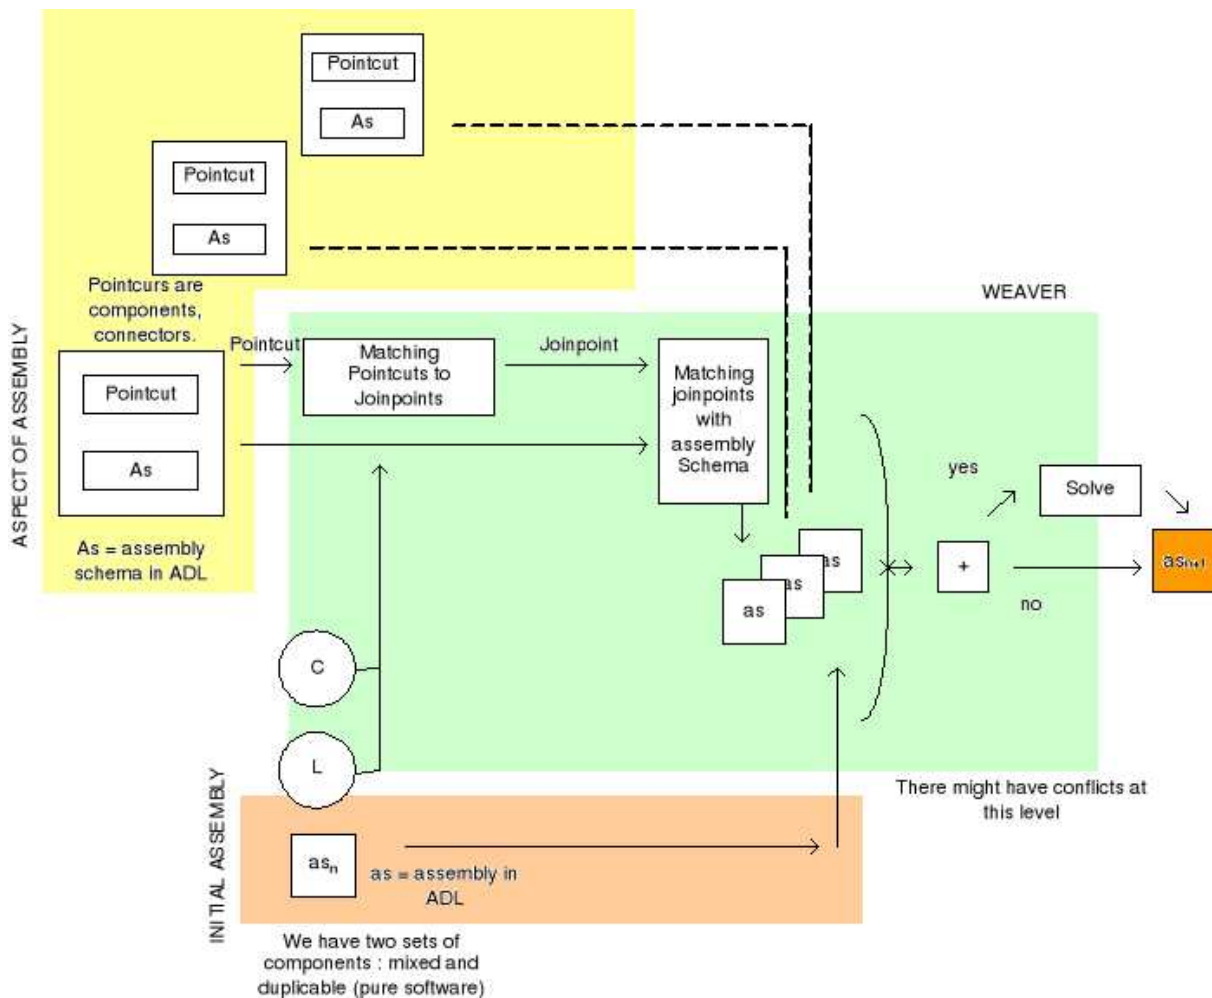 Pointcut
As
Pointcut
As
Pointcurs are
components,
connectors.
ASPECT OF ASSEMBLY
Pointcut
As
As = assembly
schema in ADL
WEAVER
Pointcut
Matching
Pointcuts to
Joinpoints
Joinpoint
Matching
joinpoints
with
assembly
Schema
yes
Solve
as
as
as
+
no
asₙ₊₁
C
L
There might have conflicts at
this level
INITIAL ASSEMBLY
asₙ
as = assembly in
ADL
We have two sets of
components : mixed and
duplicable (pure software)